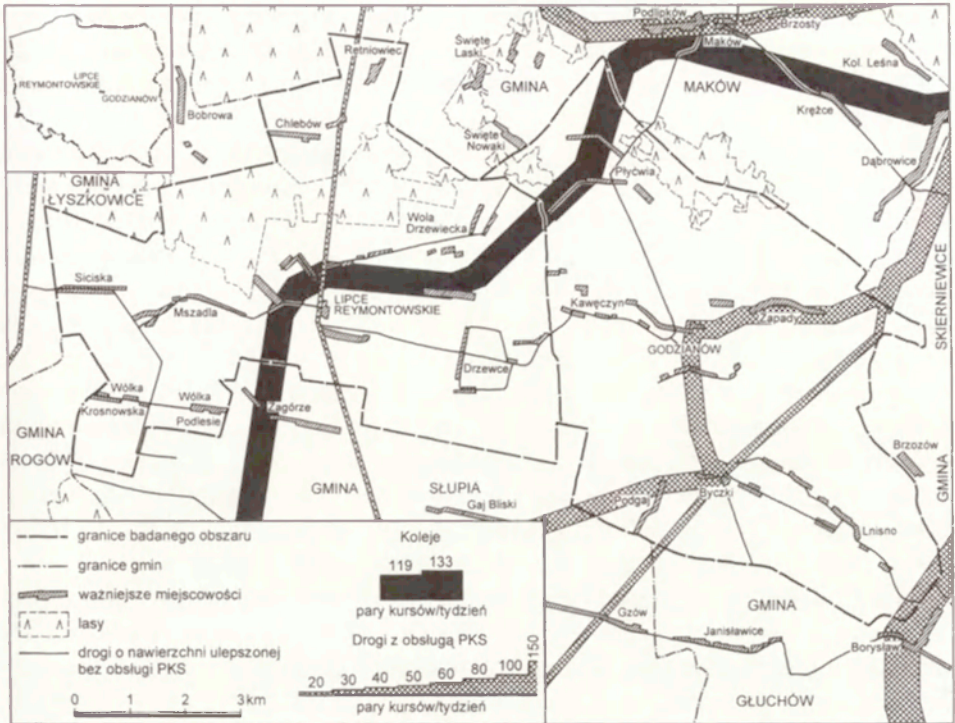 LIPCE
REYMONTOWSKIE
GODZIANÓW
Bobrowa
Rętniowiec
Chlebów
Święte
Laski
GMINA
MAKÓW
Podlioków
Brzosty
Maków
Kol. Leśna
Krężce
Dąbrowice
Święte
Nowaki
Płyćwia
GMINA
ŁYSZKOWICE
Wola
Drzewiecka
Siciska
Mszadla
LIPCE
REYMONTOWSKIE
Kawęczyn
Zapady
GODZIANÓW
SKIERNIEWICE
GMINA
Drzewce
Wólka
Krosnowska
Wólka
Podlesie
Zagórze
GMINA
ROGÓW
GMINA
SŁUPIA
Gaj Bliski
Podgaj
Byczki
Brzozów
Lnisno
Gzów
Janisławice
GMINA
GŁUCHÓW
Borysław
granice badanego obszaru
granice gmin
ważniejsze miejscowości
lasy
drogi o nawierzchni ulepszonej
bez obsługi PKS
0 1 2 3 km
Koleje
119 133
pary kursów/tydzień
Drogi z obsługą PKS
20 30 40 50 60 80 100 150
pary kursów/tydzień